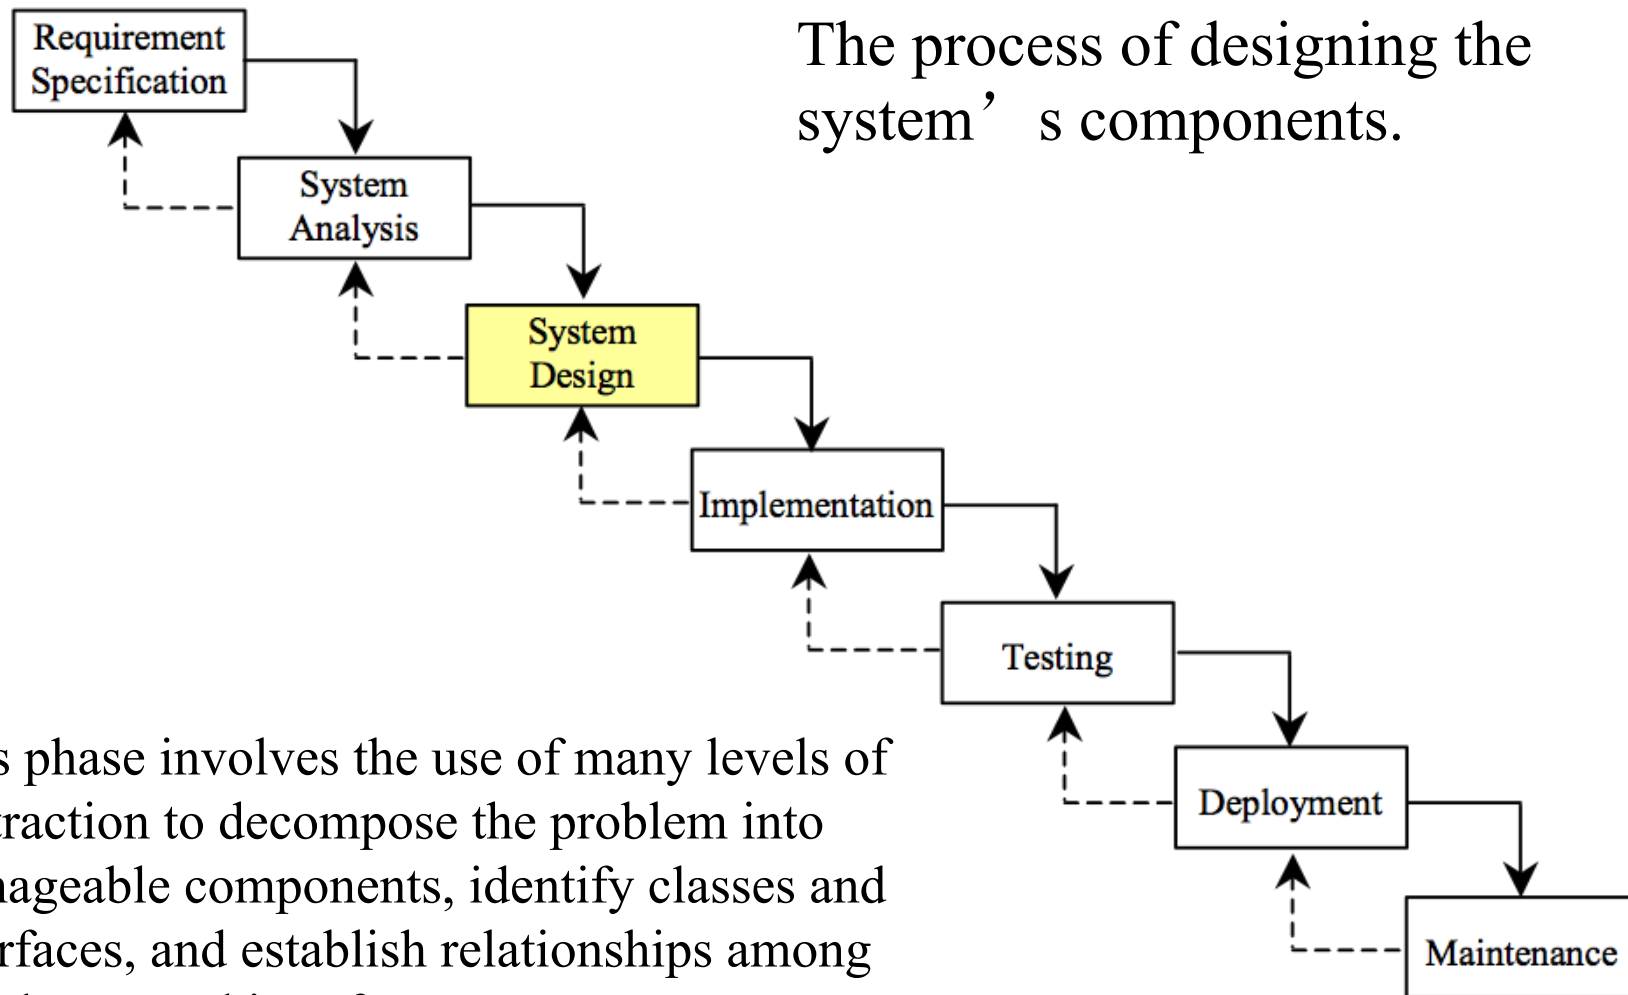 Requirement
Specification
The process of designing the
system’ s components.
System
Analysis
System
Design
Implementation
Testing
phase involves the use of many levels of
to decompose the problem into
components, identify classes and
and establish relationships among
Deployment
Maintenance